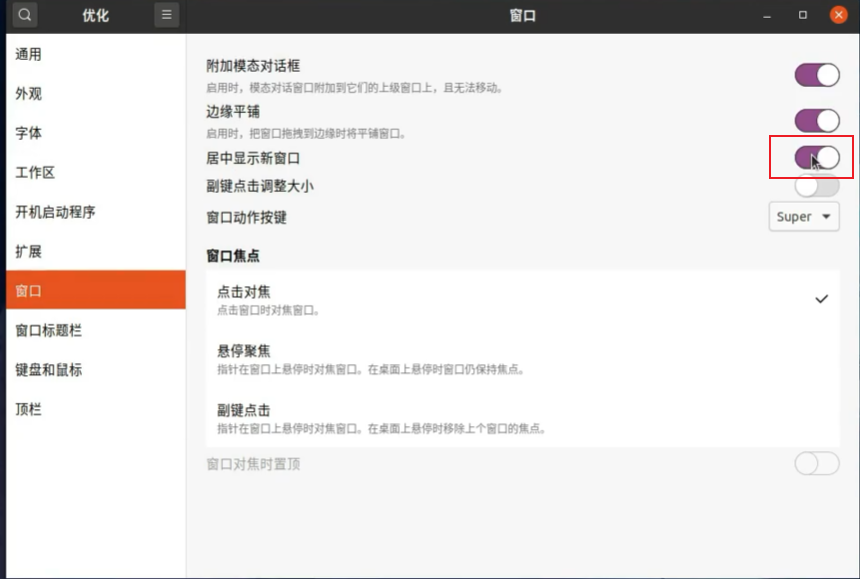 优化
窗口
通用
外观
字体
工作区
开机启动程序
扩展
窗口
窗口标题栏
键盘和鼠标
顶栏
附加模态对话框
启用时，模态对话窗口附加到它们的上级窗口上，且无法移动。
边缘平铺
启用时，把窗口拖拽到边缘时将平铺窗口。
居中显示新窗口
副键点击调整大小
窗口动作按键
Super
窗口焦点
点击对焦
点击窗口时对焦窗口。
悬停聚焦
指针在窗口上悬停时对焦窗口。在桌面上悬停时窗口仍保持焦点。
副键点击
指针在窗口上悬停时对焦窗口。在桌面上悬停时移除上个窗口的焦点。
窗口对焦时置顶